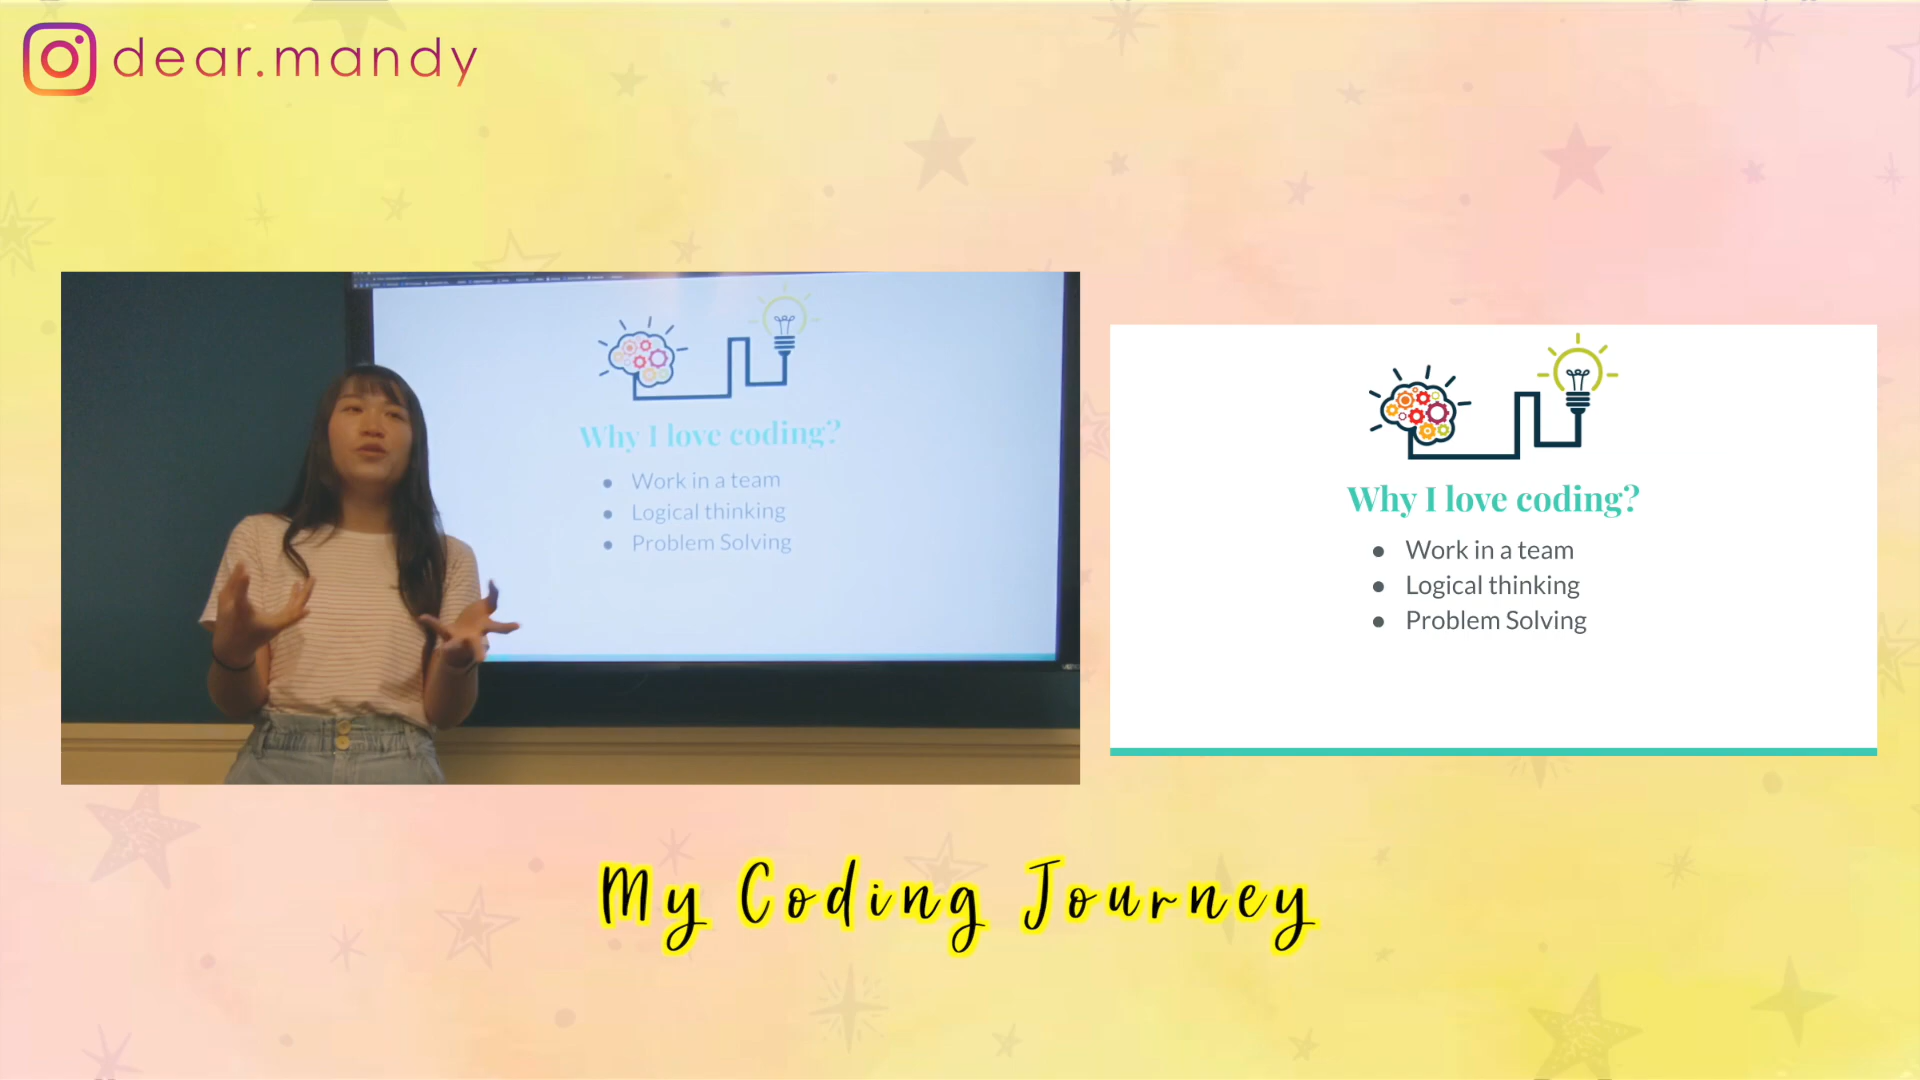 dear.mandy
Why I love coding?
● Work in a team
● Logical thinking
● Problem Solving
Why I love coding?
● Work in a team
● Logical thinking
● Problem Solving
My Coding Journey